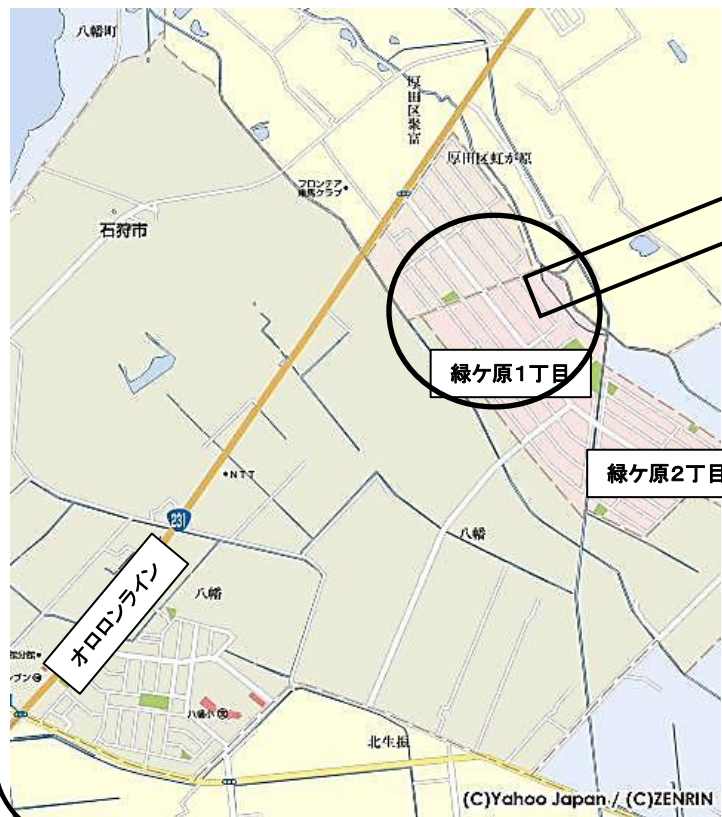 八幡町
厚田区聚富
厚田区虹が原
フロンテア
乗馬クラブ
石狩市
緑ケ原1丁目
緑ケ原2丁目
NTT
231
八幡
オロロンライン
八幡
八幡小
北生振
(C)Yahoo Japan / (C)ZENRIN